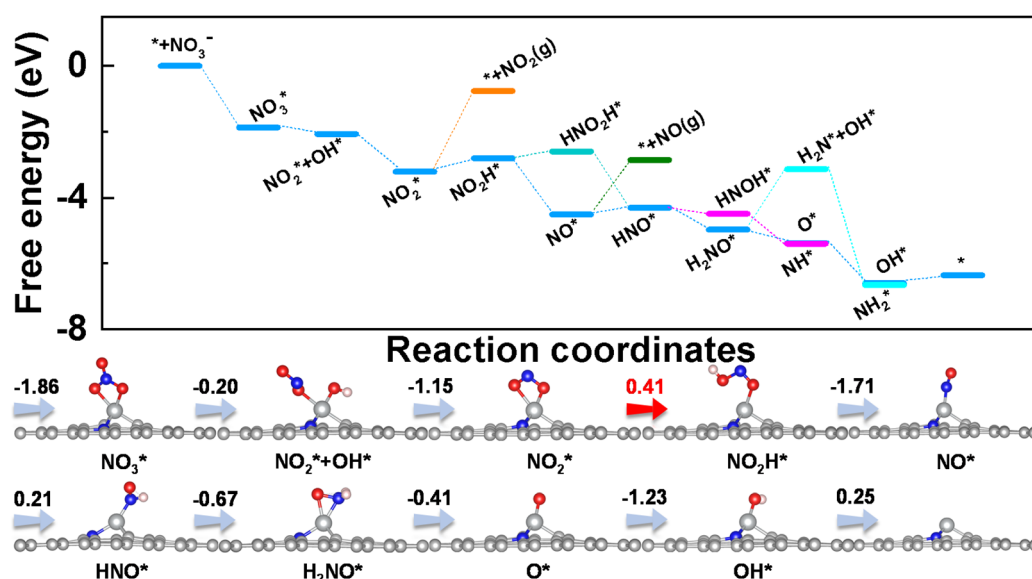 Free energy (eV)
0
-4
-8
*+NO₃⁻
NO₃*
NO₂*+OH*
NO₂*
*+NO₂(g)
NO₂H*
HNO₂H*
NO*
*+NO(g)
HNO*
HNOH*
H₂NO*
H₂N*+OH*
O*
NH*
OH*
NH₂*
*
Reaction coordinates
-1.86 -0.20 -1.15 0.41 -1.71
NO₃* NO₂*+OH* NO₂* NO₂H* NO*
0.21 -0.67 -0.41 -1.23 0.25
HNO* H₂NO* O* OH* *